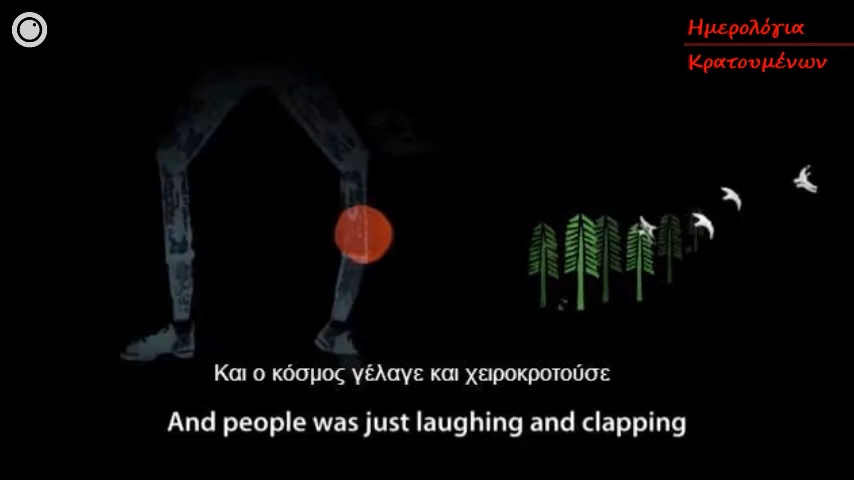 Ημερολόγια
Κρατουμένων
Και ο κόσμος γέλαγε και χειροκροτούσε
And people was just laughing and clapping